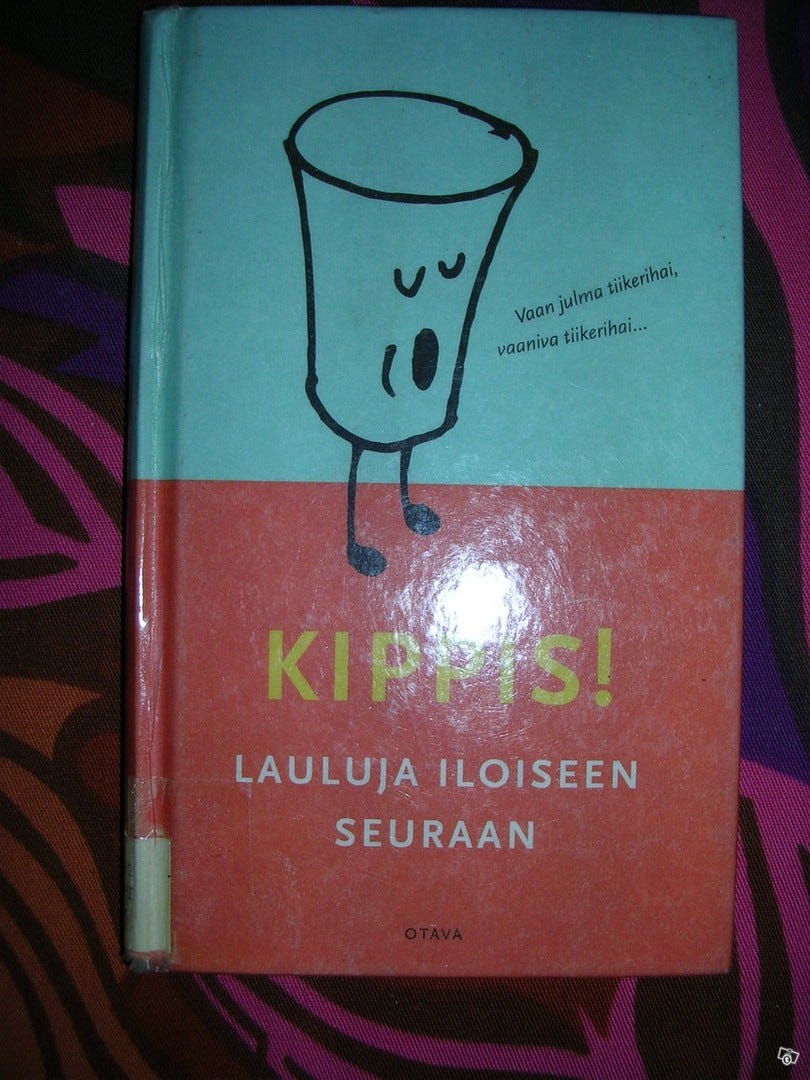 Vaan julma tiikerihai,
vaaniva tiikerihai...
KIPPIS!
LAULUJA ILOISEEN
SEURAAN
OTAVA